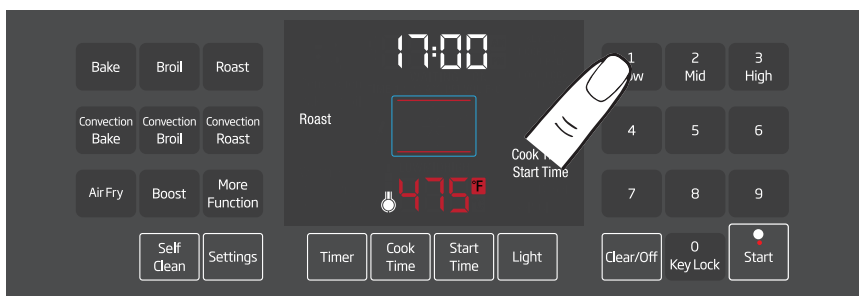 17:00
Bake
Broil
Roast
1
2
Mid
3
High
Roast
Convection
Bake
Convection
Broil
Convection
Roast
4
5
6
Cook
Start Time
Air Fry
Boost
More
Function
475°F
7
8
9
Self
Clean
Settings
Timer
Cook
Time
Start
Time
Light
Clear/Off
0
Key Lock
Start